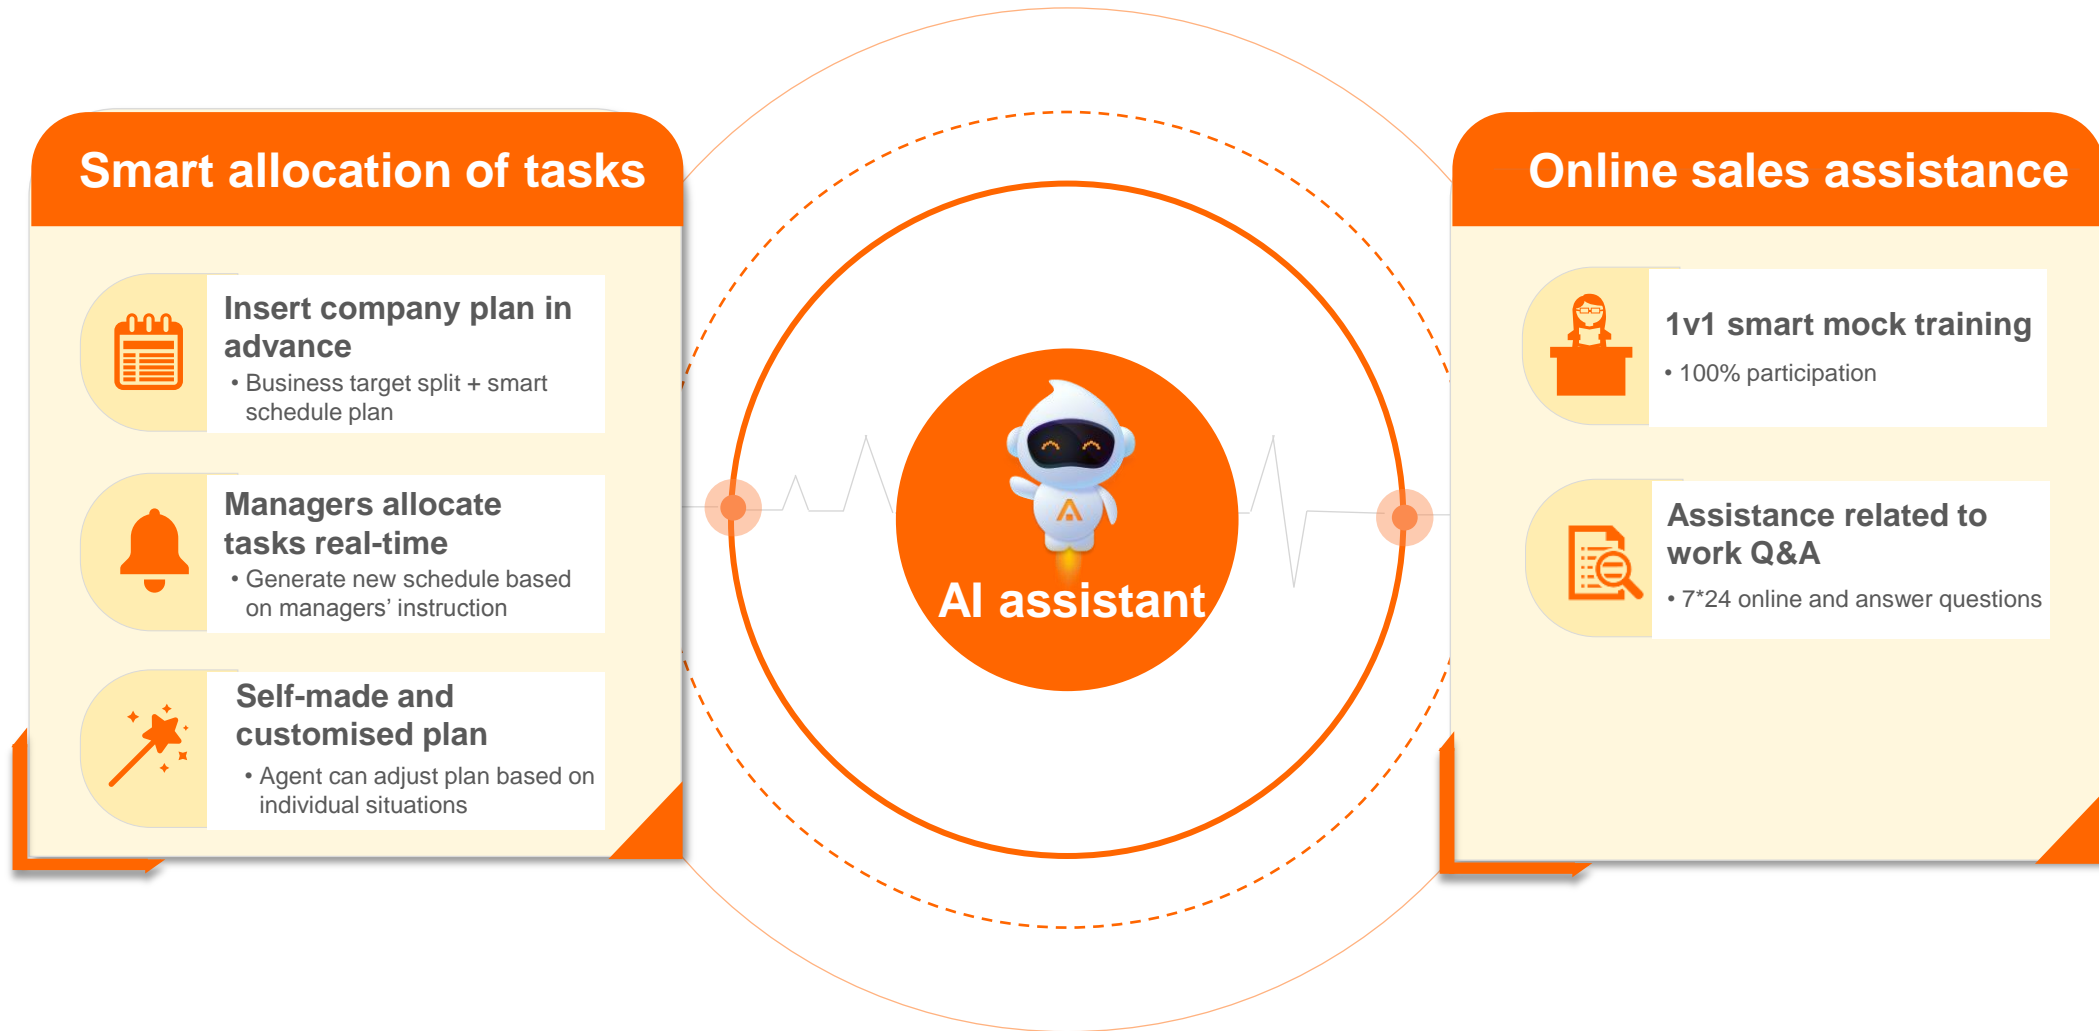 Smart allocation of tasks
Insert company plan in
advance
• Business target split + smart
schedule plan
Managers allocate
tasks real-time
• Generate new schedule based
on managers’ instruction
Self-made and
customised plan
• Agent can adjust plan based on
individual situations
AI assistant
Online sales assistance
1v1 smart mock training
• 100% participation
Assistance related to
work Q&A
• 7*24 online and answer questions